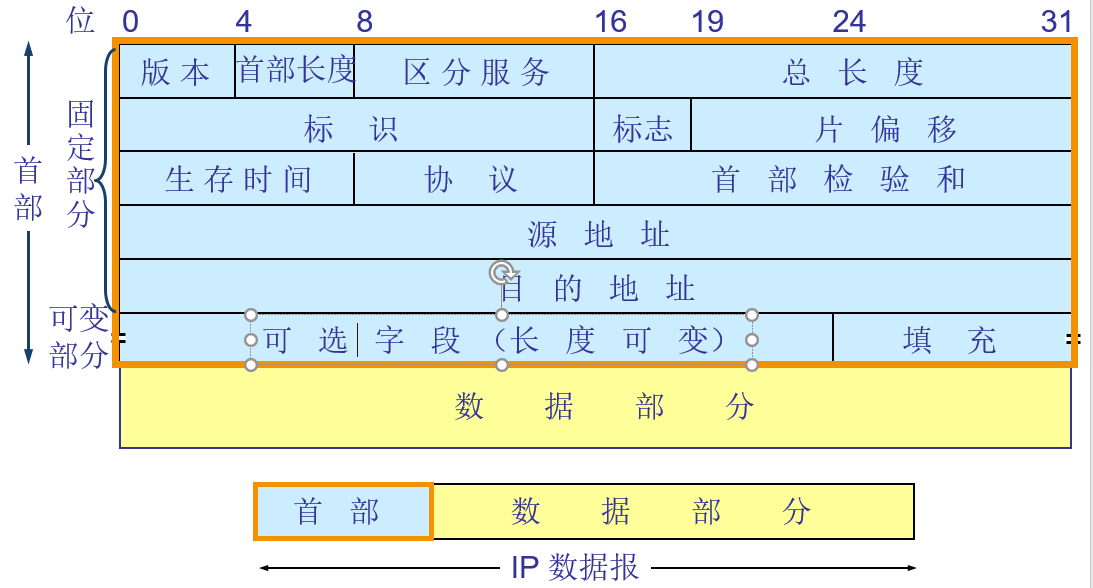 位 0 4 8 16 19 24 31
版本 首部长度 区分服务 总长度
标识 标志 片偏移
生存时间 协议 首部检验和
源地址
目的地址
可选字段（长度可变） 填充
数据部分
首部
固定部分
可变
部分
首部 数据部分
IP 数据报